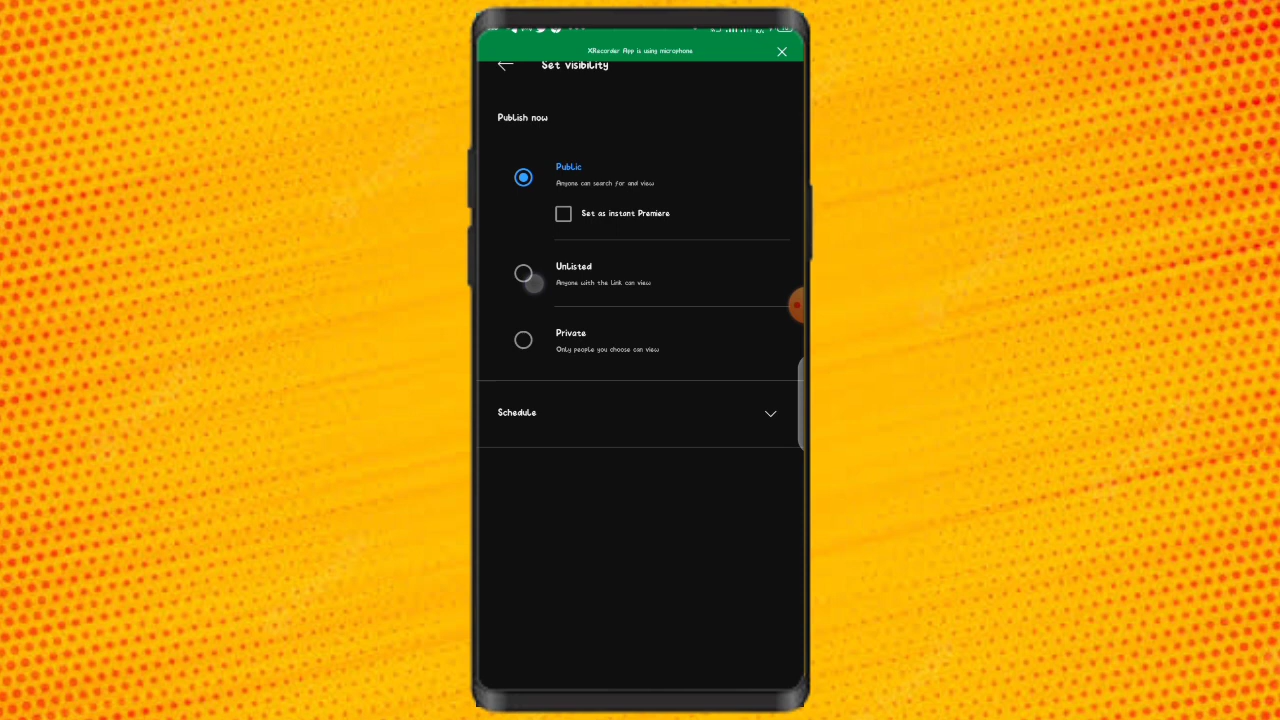 XRecorder App is using microphone
Set visibility
Publish now
Public
Anyone can search for and view
Set as instant Premiere
Unlisted
Anyone with the link can view
Private
Only people you choose can view
Schedule